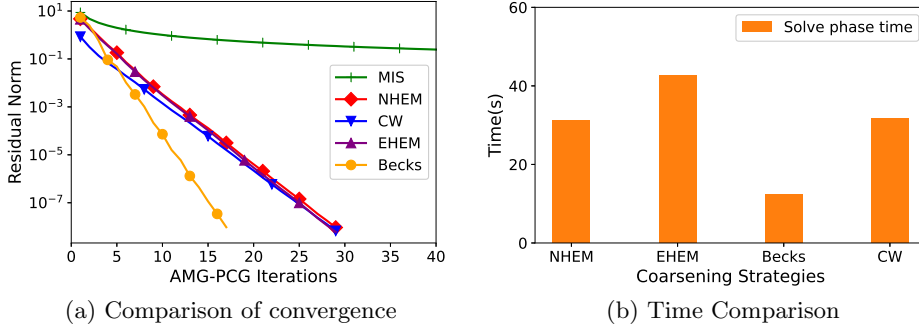 10^1
10^-1
10^-3
10^-5
10^-7
Residual Norm
MIS
NHEM
CW
EHEM
Becks
0 5 10 15 20 25 30 35 40
AMG-PCG Iterations
(a) Comparison of convergence
60
40
20
0
Time(s)
Solve phase time
NHEM EHEM Becks CW
Coarsening Strategies
(b) Time Comparison